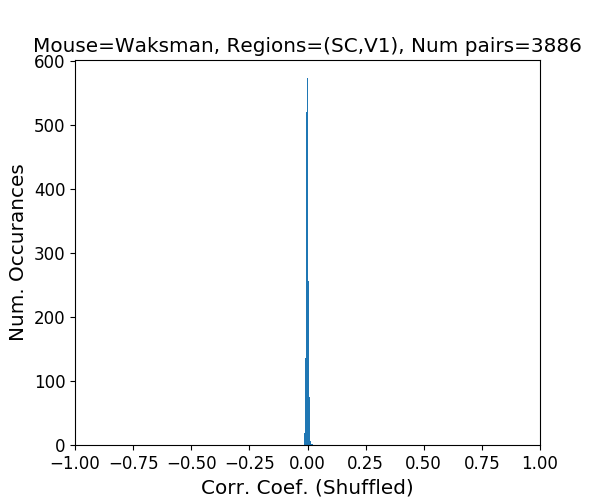 Mouse=Waksman, Regions=(SC,V1), Num pairs=3886
600
500
400
300
200
100
0
Num. Occurances
−1.00 −0.75 −0.50 −0.25 0.00 0.25 0.50 0.75 1.00
Corr. Coef. (Shuffled)